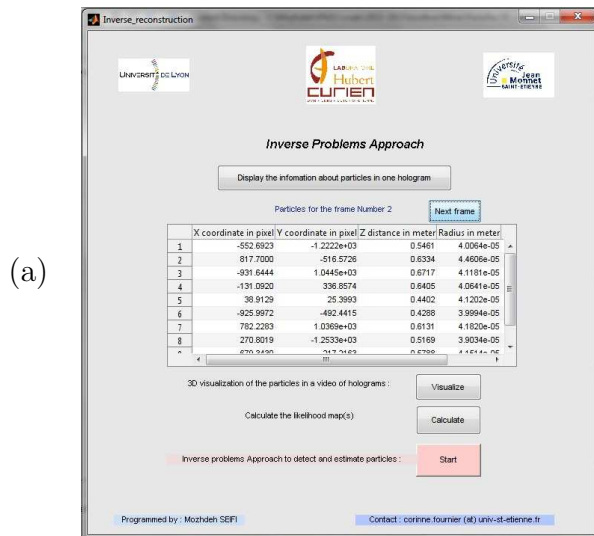 Inverse_reconstruction
(a)
UNIVERSITÉ DE LYON
LABORATOIRE
Hubert
CURIEN
Université
Jean
Monnet
SAINT-ETIENNE
Inverse Problems Approach
Display the infomation about particles in one hologram
Particles for the frame Number 2
Next frame
X coordinate in pixel Y coordinate in pixel Z distance in meter Radius in meter
1 -552.6923 -1.2222e+03 0.5461 4.0064e-05
2 817.7000 -516.5726 0.6334 4.4606e-05
3 -931.6444 1.0445e+03 0.6717 4.1181e-05
4 -131.0920 336.8574 0.6405 4.0641e-05
5 38.9129 25.3993 0.4402 4.1202e-05
6 -925.9972 -492.4415 0.4288 3.9994e-05
7 782.2283 1.0369e+03 0.6131 4.1820e-05
8 270.8019 -1.2533e+03 0.5169 3.9034e-05
3D visualization of the particles in a video of holograms :
Visualize
Calculate the likelihood map(s)
Calculate
Inverse problems Approach to detect and estimate particles :
Start
Programmed by : Mozhdeh SEIFI
Contact : corinne.fournier (at) univ-st-etienne.fr